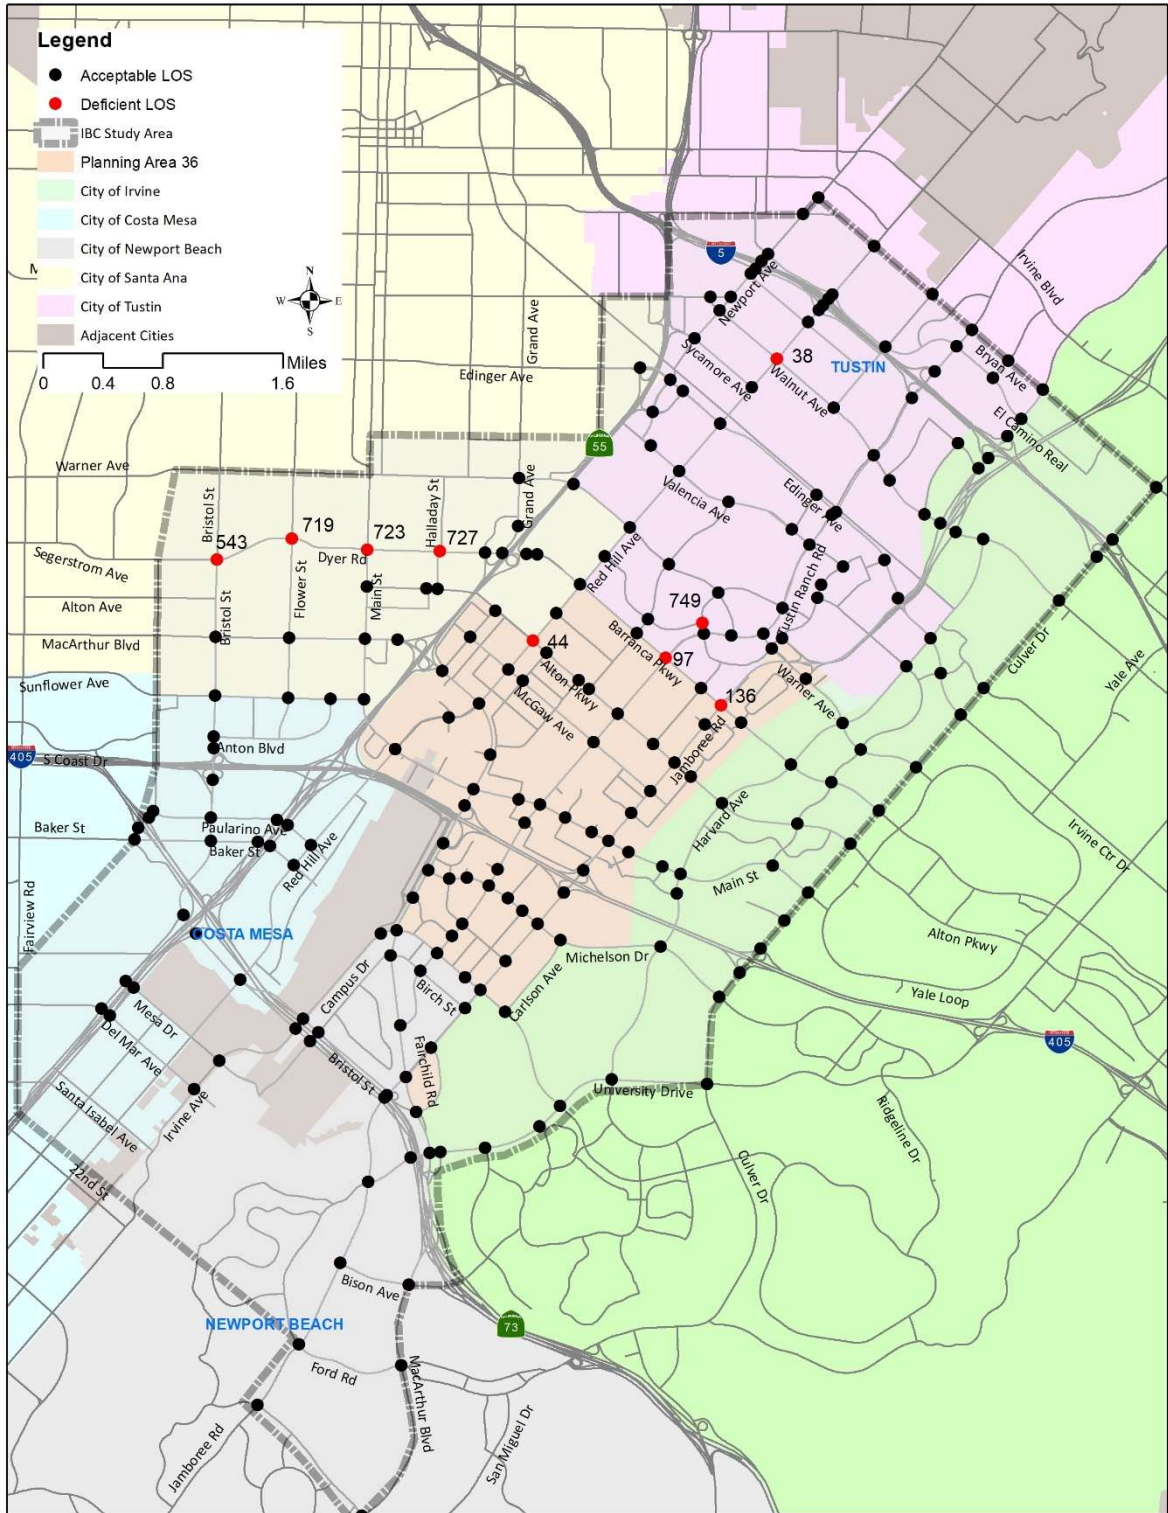 Legend
Acceptable LOS
Deficient LOS
IBC Study Area
Planning Area 36
City of Irvine
City of Costa Mesa
City of Newport Beach
City of Santa Ana
City of Tustin
Adjacent Cities
N
W
E
S
Miles
0
0.4
0.8
1.6
5
Newport Ave
Irvine Blvd
Grand Ave
Edinger Ave
Sycamore Ave
38
Walnut Ave
TUSTIN
Bryan Ave
El Camino Real
55
Warner Ave
Bristol St
Halladay St
Grand Ave
Valencia Ave
Edinger Ave
543
719
723
727
Dyer Rd
Segerstrom Ave
Flower St
Main St
Red Hill Ave
Tustin Ranch Rd
Alton Ave
Bristol St
749
MacArthur Blvd
44
Barranca Pkwy
97
Culver Dr
Yale Ave
Sunflower Ave
Alton Pkwy
McGaw Ave
Warner Ave
136
Jamboree Rd
405
S Coast Dr
Anton Blvd
Harvard Ave
Baker St
Paularino Ave
Baker St
Red Hill Ave
Irvine Ctr Dr
Main St
Fairview Rd
COSTA MESA
Alton Pkwy
Michelson Dr
Campus Dr
Birch St
Carlson Ave
Yale Loop
Mesa Dr
Del Mar Ave
405
Bristol St
Fairchild Rd
University Drive
Santa Isabel Ave
Irvine Ave
Ridgeline Dr
22nd St
Culver Dr
Bison Ave
NEWPORT BEACH
73
Ford Rd
MacArthur Blvd
Jamboree Rd
San Miguel Dr